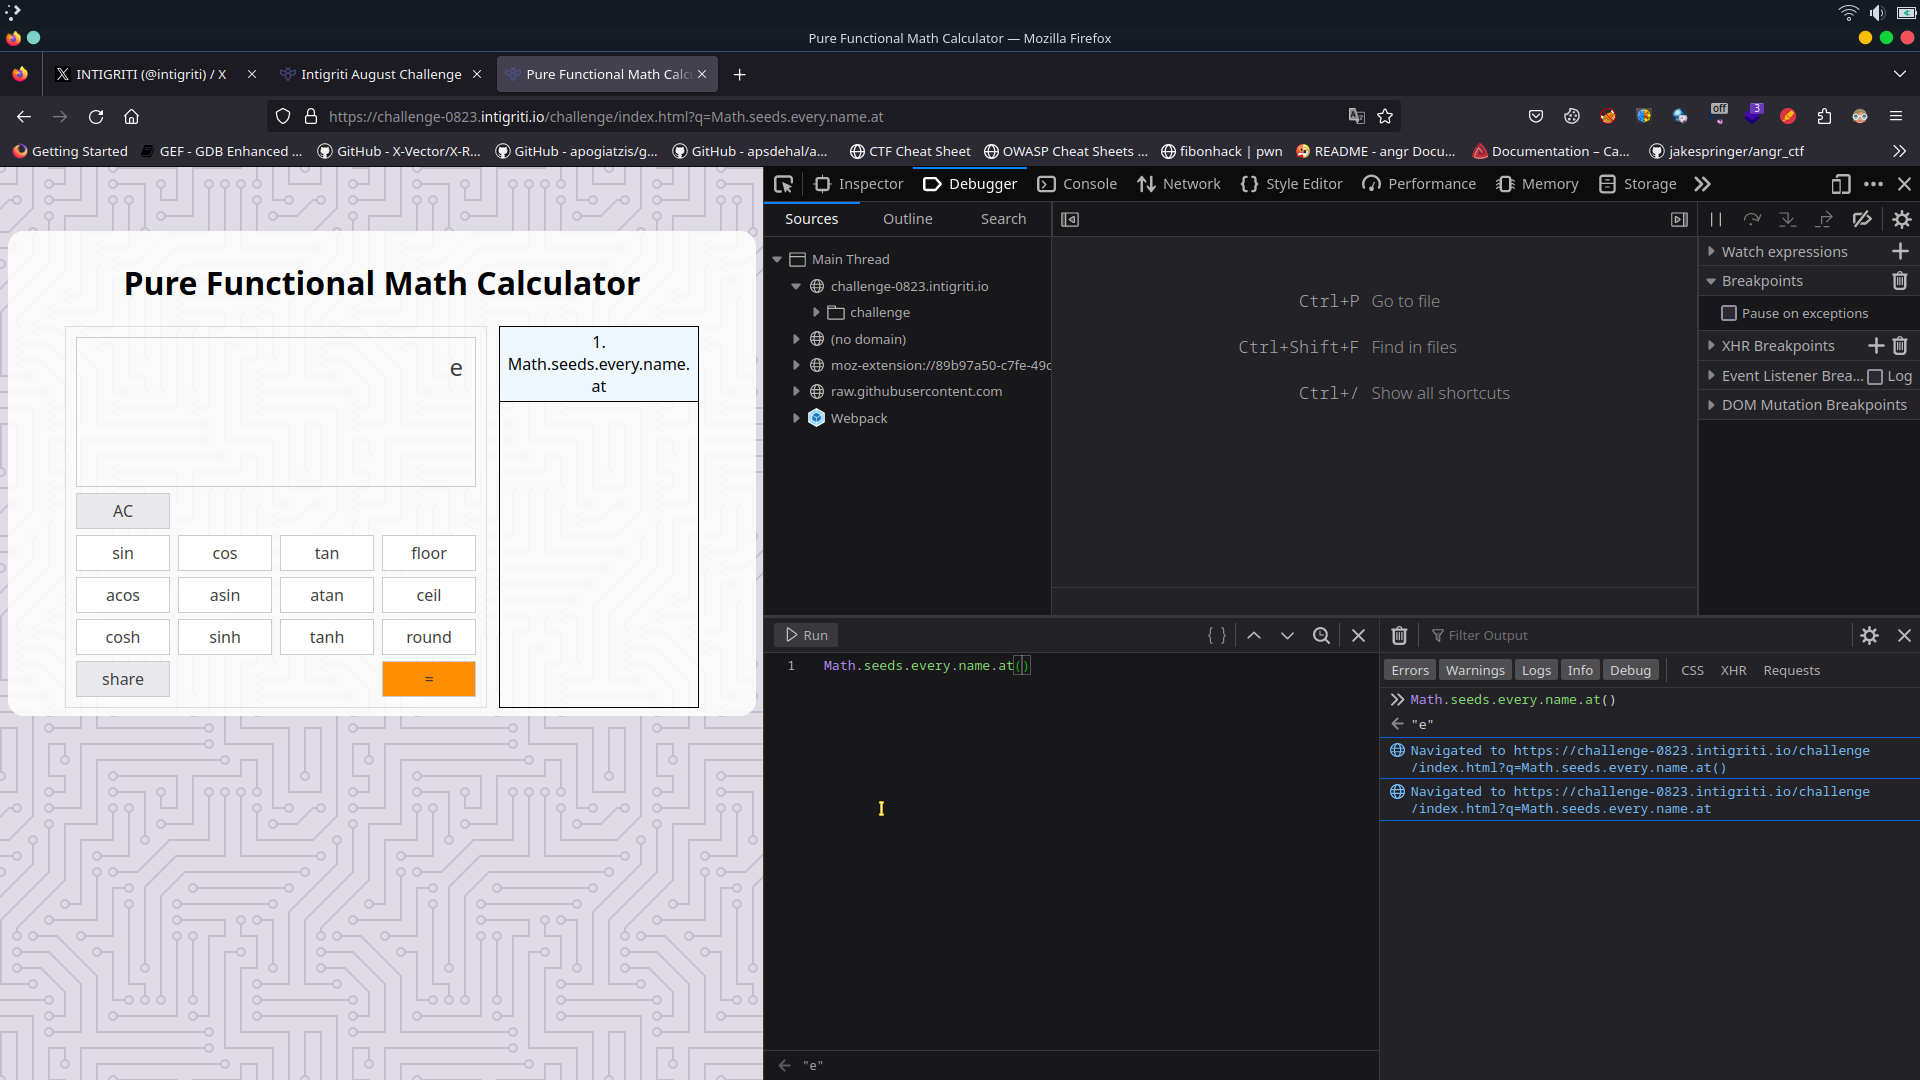 Pure Functional Math Calculator — Mozilla Firefox
INTIGRITI (@intigriti) / X
Intigriti August Challenge
Pure Functional Math Calc
https://challenge-0823.intigriti.io/challenge/index.html?q=Math.seeds.every.name.at
off
3
Getting Started
GEF - GDB Enhanced ...
GitHub - X-Vector/X-R...
GitHub - apogiatzis/g...
GitHub - apsdehal/a...
CTF Cheat Sheet
OWASP Cheat Sheets ...
fibonhack | pwn
README - angr Docu...
Documentation – Ca...
jakespringer/angr_ctf
Pure Functional Math Calculator
e
1.
Math.seeds.every.name.
at
AC
sin cos tan floor
acos asin atan ceil
cosh sinh tanh round
share =
Inspector
Debugger
Console
Network
Style Editor
Performance
Memory
Storage
Sources
Outline
Search
Main Thread
challenge-0823.intigriti.io
challenge
(no domain)
moz-extension://89b97a50-c7fe-49c
raw.githubusercontent.com
Webpack
Ctrl+P Go to file
Ctrl+Shift+F Find in files
Ctrl+/ Show all shortcuts
Watch expressions
Breakpoints
Pause on exceptions
XHR Breakpoints
Event Listener Brea... Log
DOM Mutation Breakpoints
Run
{ }
1 Math.seeds.every.name.at()
"e"
Filter Output
Errors Warnings Logs Info Debug CSS XHR Requests
Math.seeds.every.name.at()
"e"
Navigated to https://challenge-0823.intigriti.io/challenge
/index.html?q=Math.seeds.every.name.at()
Navigated to https://challenge-0823.intigriti.io/challenge
/index.html?q=Math.seeds.every.name.at